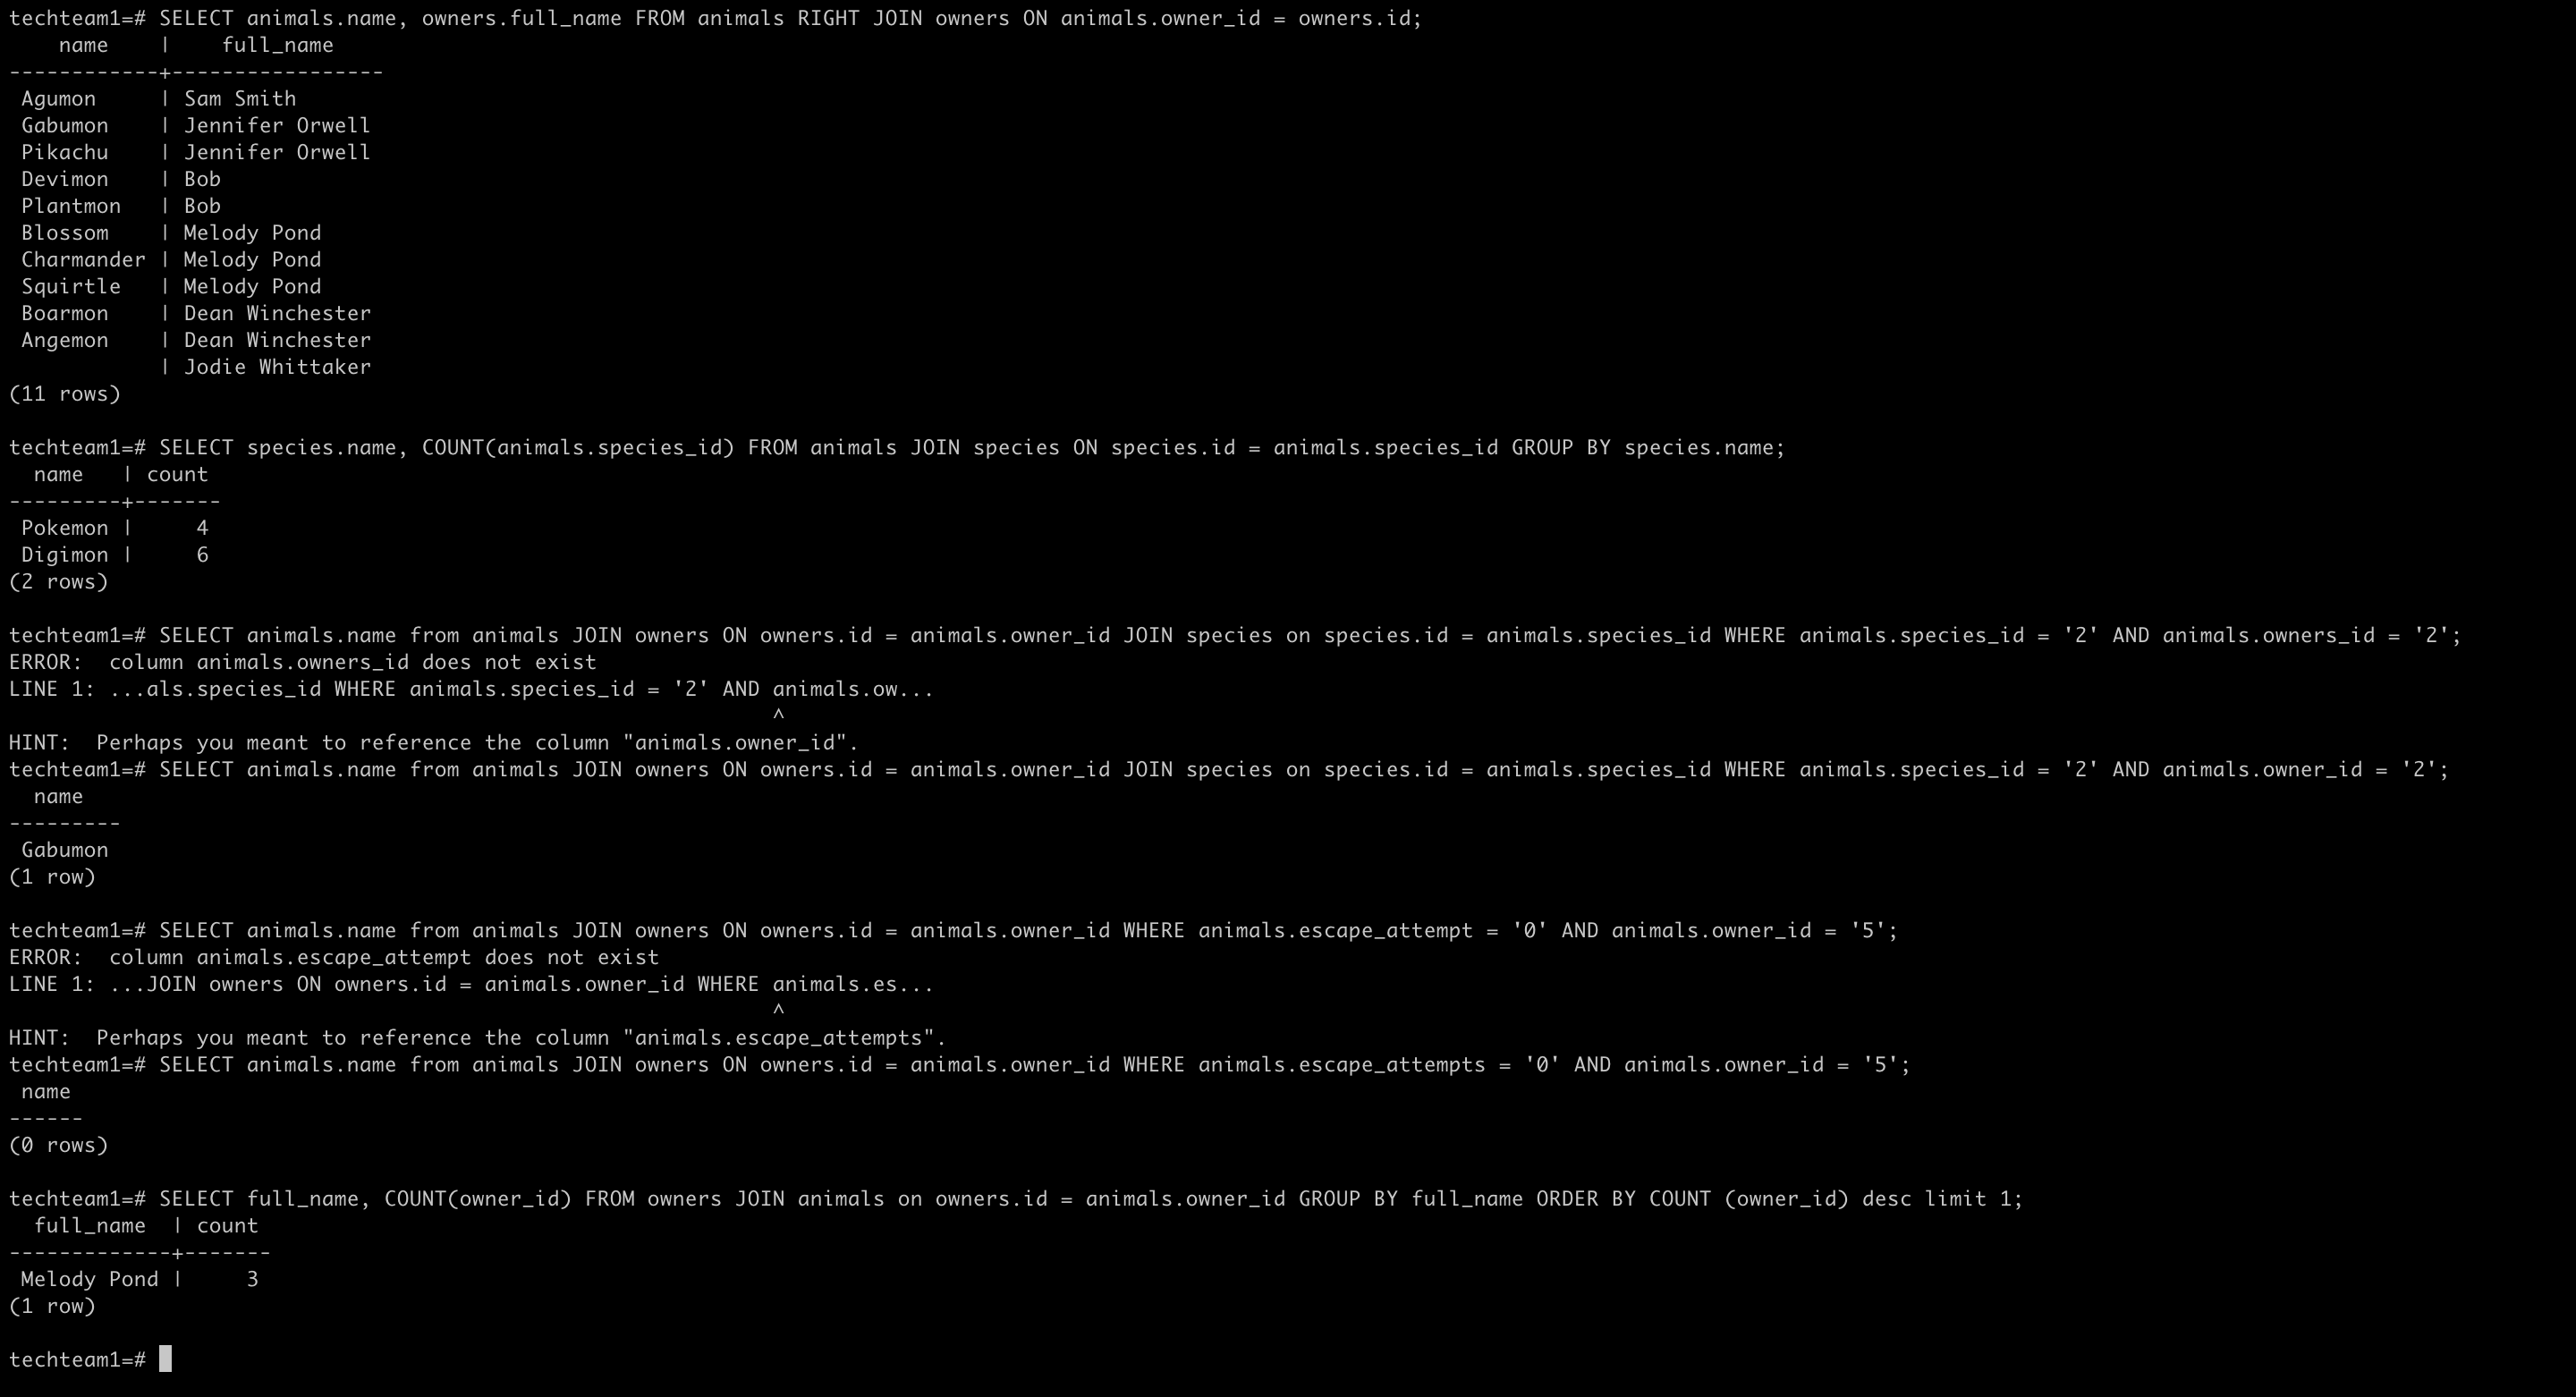 techteam1=# SELECT animals.name, owners.full_name FROM animals RIGHT JOIN owners ON animals.owner_id = owners.id;
    name    |    full_name
------------+-----------------
 Agumon     | Sam Smith
 Gabumon    | Jennifer Orwell
 Pikachu    | Jennifer Orwell
 Devimon    | Bob
 Plantmon   | Bob
 Blossom    | Melody Pond
 Charmander | Melody Pond
 Squirtle   | Melody Pond
 Boarmon    | Dean Winchester
 Angemon    | Dean Winchester
            | Jodie Whittaker
(11 rows)

techteam1=# SELECT species.name, COUNT(animals.species_id) FROM animals JOIN species ON species.id = animals.species_id GROUP BY species.name;
  name   | count
---------+-------
 Pokemon |     4
 Digimon |     6
(2 rows)

techteam1=# SELECT animals.name from animals JOIN owners ON owners.id = animals.owner_id JOIN species on species.id = animals.species_id WHERE animals.species_id = '2' AND animals.owners_id = '2';
ERROR:  column animals.owners_id does not exist
LINE 1: ...als.species_id WHERE animals.species_id = '2' AND animals.ow...
                                                             ^
HINT:  Perhaps you meant to reference the column "animals.owner_id".
techteam1=# SELECT animals.name from animals JOIN owners ON owners.id = animals.owner_id JOIN species on species.id = animals.species_id WHERE animals.species_id = '2' AND animals.owner_id = '2';
  name
---------
 Gabumon
(1 row)

techteam1=# SELECT animals.name from animals JOIN owners ON owners.id = animals.owner_id WHERE animals.escape_attempt = '0' AND animals.owner_id = '5';
ERROR:  column animals.escape_attempt does not exist
LINE 1: ...JOIN owners ON owners.id = animals.owner_id WHERE animals.es...
                                                             ^
HINT:  Perhaps you meant to reference the column "animals.escape_attempts".
techteam1=# SELECT animals.name from animals JOIN owners ON owners.id = animals.owner_id WHERE animals.escape_attempts = '0' AND animals.owner_id = '5';
 name
------
(0 rows)

techteam1=# SELECT full_name, COUNT(owner_id) FROM owners JOIN animals on owners.id = animals.owner_id GROUP BY full_name ORDER BY COUNT (owner_id) desc limit 1;
  full_name  | count
-------------+-------
 Melody Pond |     3
(1 row)

techteam1=#